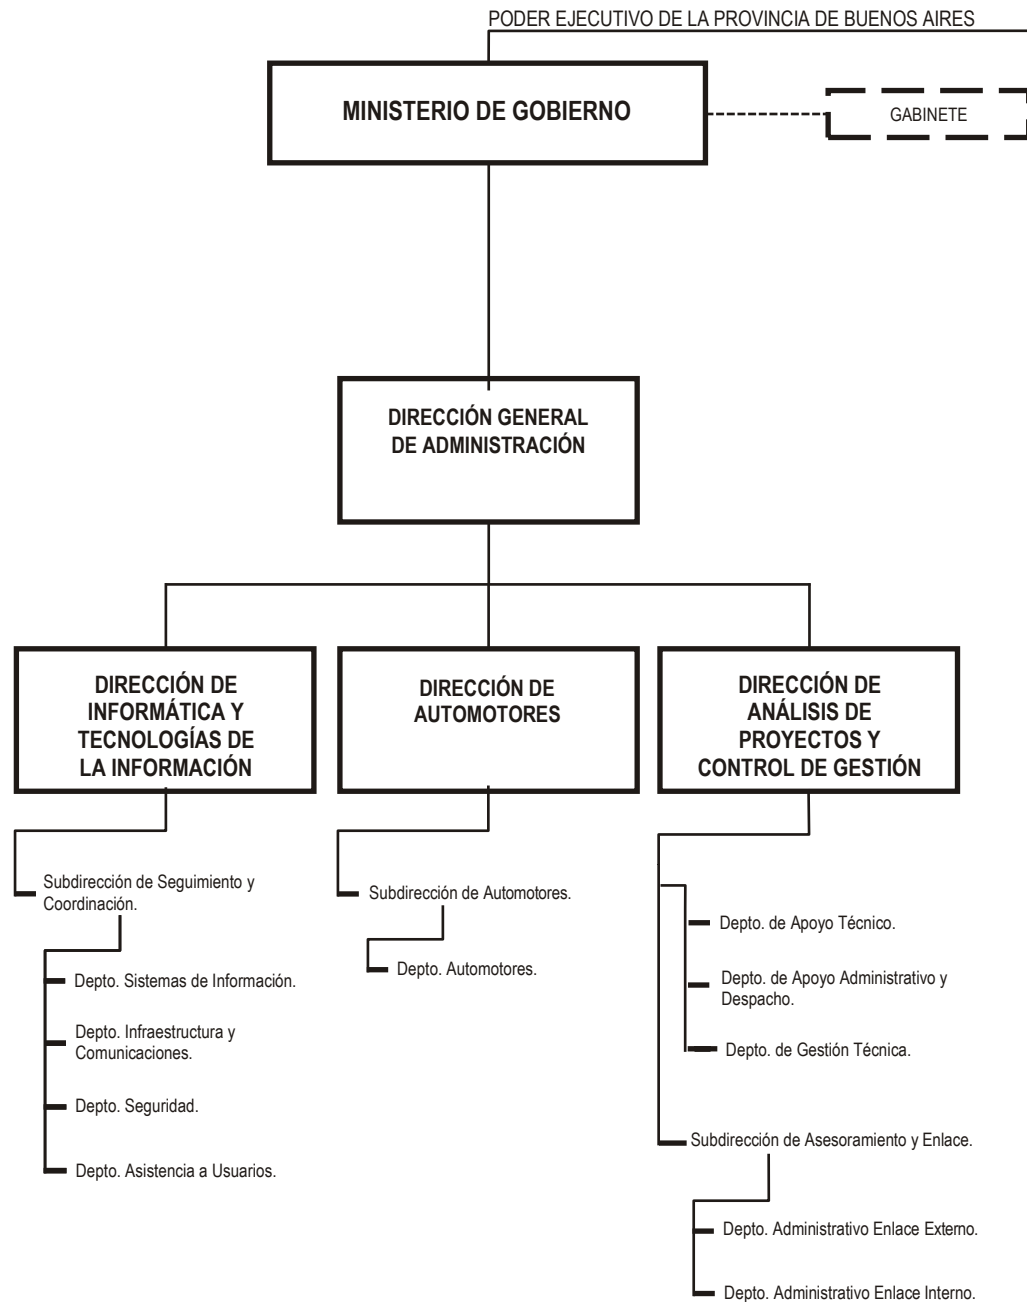 PODER EJECUTIVO DE LA PROVINCIA DE BUENOS AIRES
MINISTERIO DE GOBIERNO
GABINETE
DIRECCIÓN GENERAL
DE ADMINISTRACIÓN
DIRECCIÓN DE
INFORMÁTICA Y
TECNOLOGÍAS DE
LA INFORMACIÓN
DIRECCIÓN DE
AUTOMOTORES
DIRECCIÓN DE
ANÁLISIS DE
PROYECTOS Y
CONTROL DE GESTIÓN
Subdirección de Seguimiento y
Coordinación.
Depto. Sistemas de Información.
Depto. Infraestructura y
Comunicaciones.
Depto. Seguridad.
Depto. Asistencia a Usuarios.
Subdirección de Automotores.
Depto. Automotores.
Depto. de Apoyo Técnico.
Depto. de Apoyo Administrativo y
Despacho.
Depto. de Gestión Técnica.
Subdirección de Asesoramiento y Enlace.
Depto. Administrativo Enlace Externo.
Depto. Administrativo Enlace Interno.